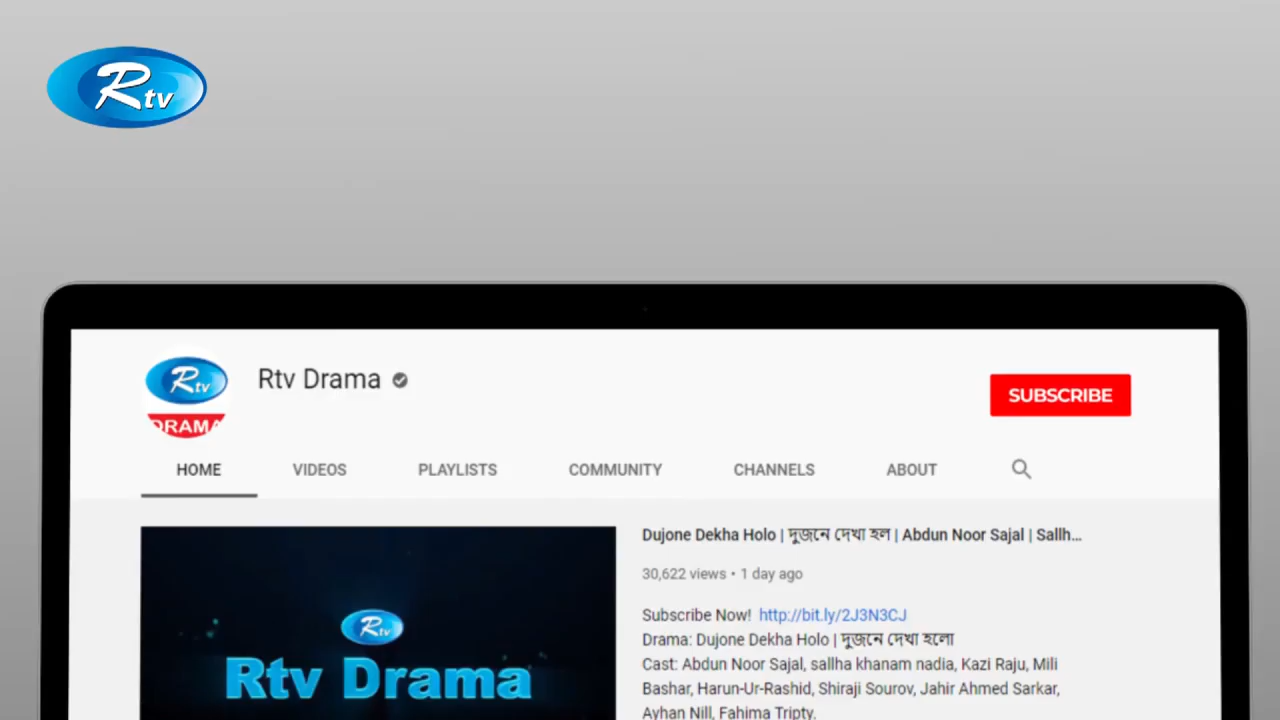 Rtv
Rtv
DRAMA
Rtv Drama
SUBSCRIBE
HOME VIDEOS PLAYLISTS COMMUNITY CHANNELS ABOUT
Dujone Dekha Holo | দুজনে দেখা হল | Abdun Noor Sajal | Sallh...
30,622 views • 1 day ago
Subscribe Now! http://bit.ly/2J3N3CJ
Drama: Dujone Dekha Holo | দুজনে দেখা হলো
Cast: Abdun Noor Sajal, sallha khanam nadia, Kazi Raju, Mili
Bashar, Harun-Ur-Rashid, Shiraji Sourov, Jahir Ahmed Sarkar,
Ayhan Nill, Fahima Tripty.
Rtv
Rtv Drama